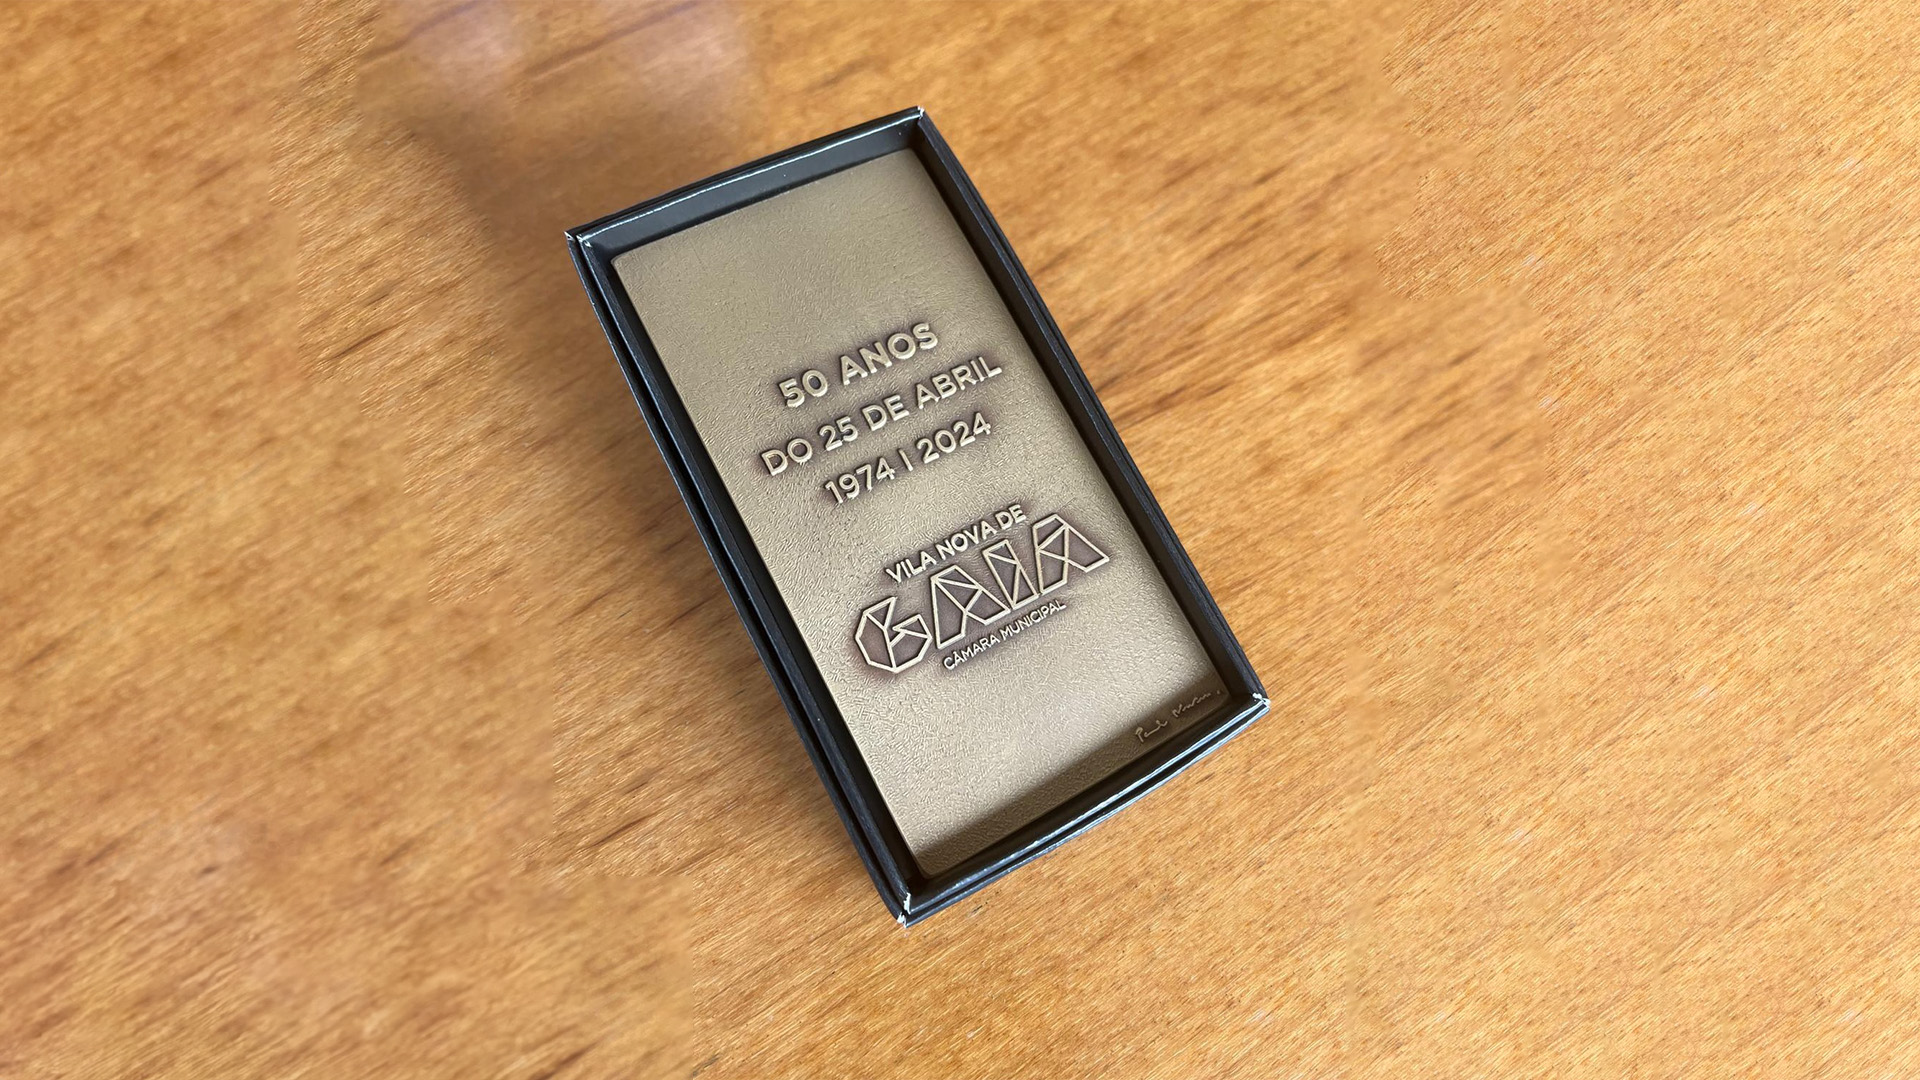 50 ANOS
DO 25 DE ABRIL
1974 | 2024
VILA NOVA DE
GAIA
CÂMARA MUNICIPAL